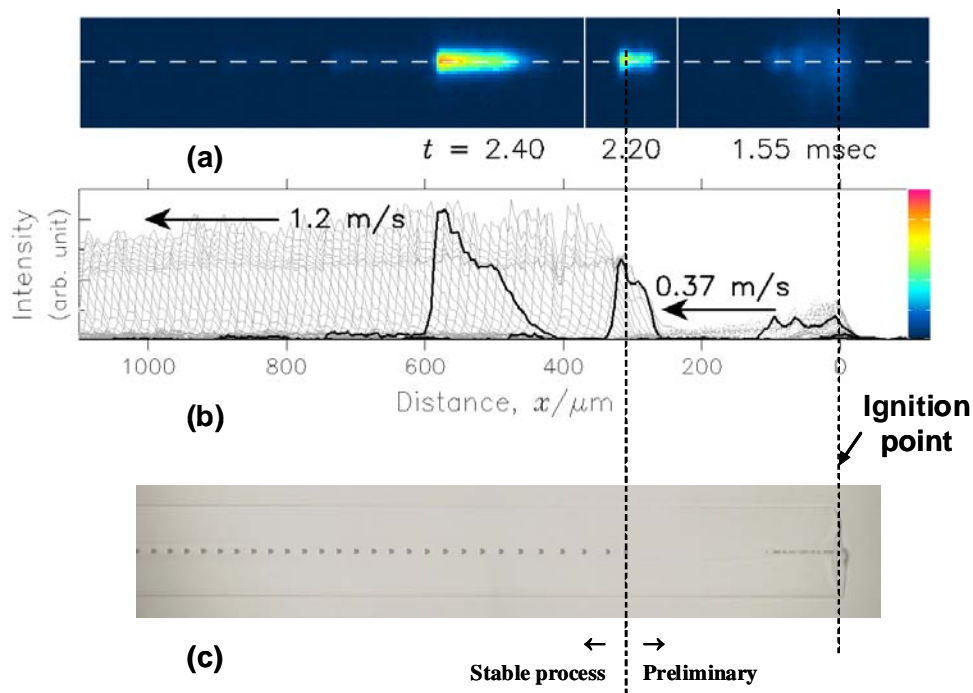 (a)
t = 2.40 2.20 1.55 msec
Intensity
(arb. unit)
1.2 m/s
0.37 m/s
1000 800 600 400 200 0
Distance, x/μm
(b)
Ignition
point
(c)
← →
Stable process Preliminary